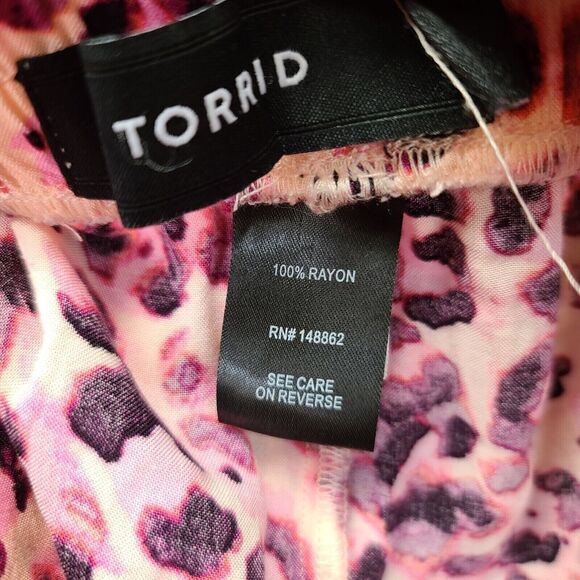 TORRID
100% RAYON
RN# 148862
SEE CARE
ON REVERSE